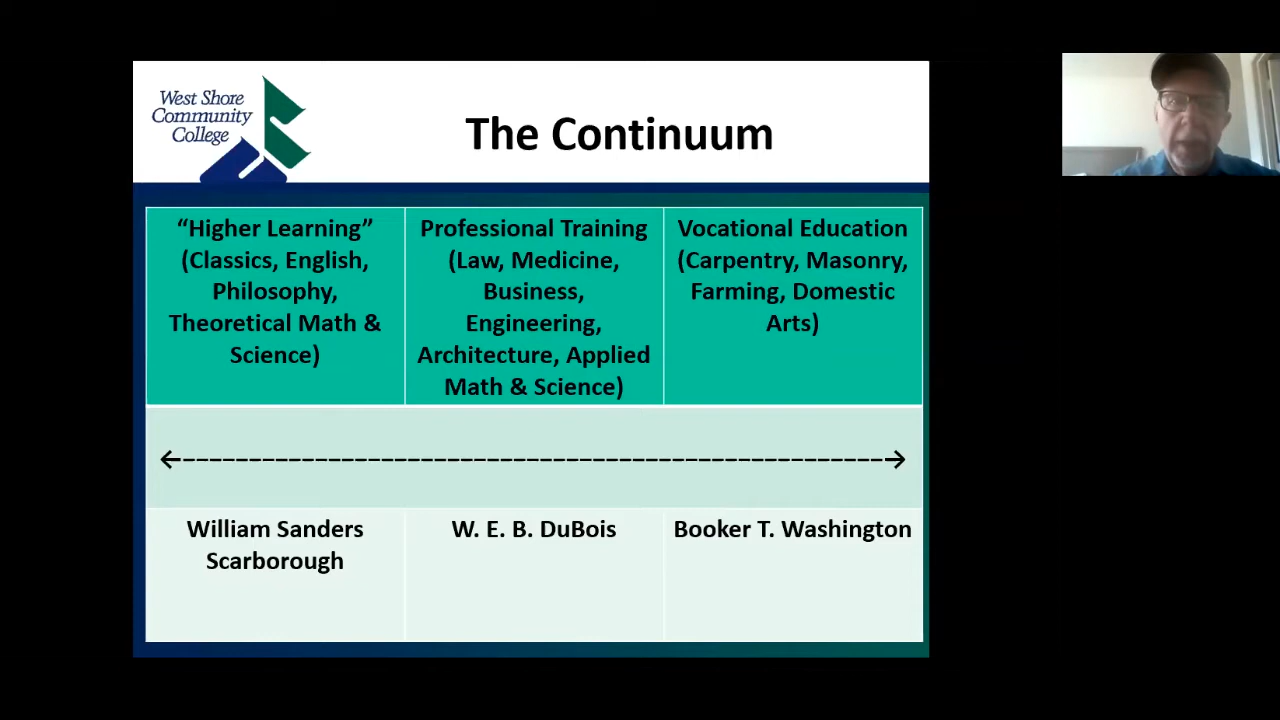 West Shore
Community
College
The Continuum
“Higher Learning”
(Classics, English,
Philosophy,
Theoretical Math &
Science)
Professional Training
(Law, Medicine,
Business,
Engineering,
Architecture, Applied
Math & Science)
Vocational Education
(Carpentry, Masonry,
Farming, Domestic
Arts)
William Sanders
Scarborough
W. E. B. DuBois
Booker T. Washington